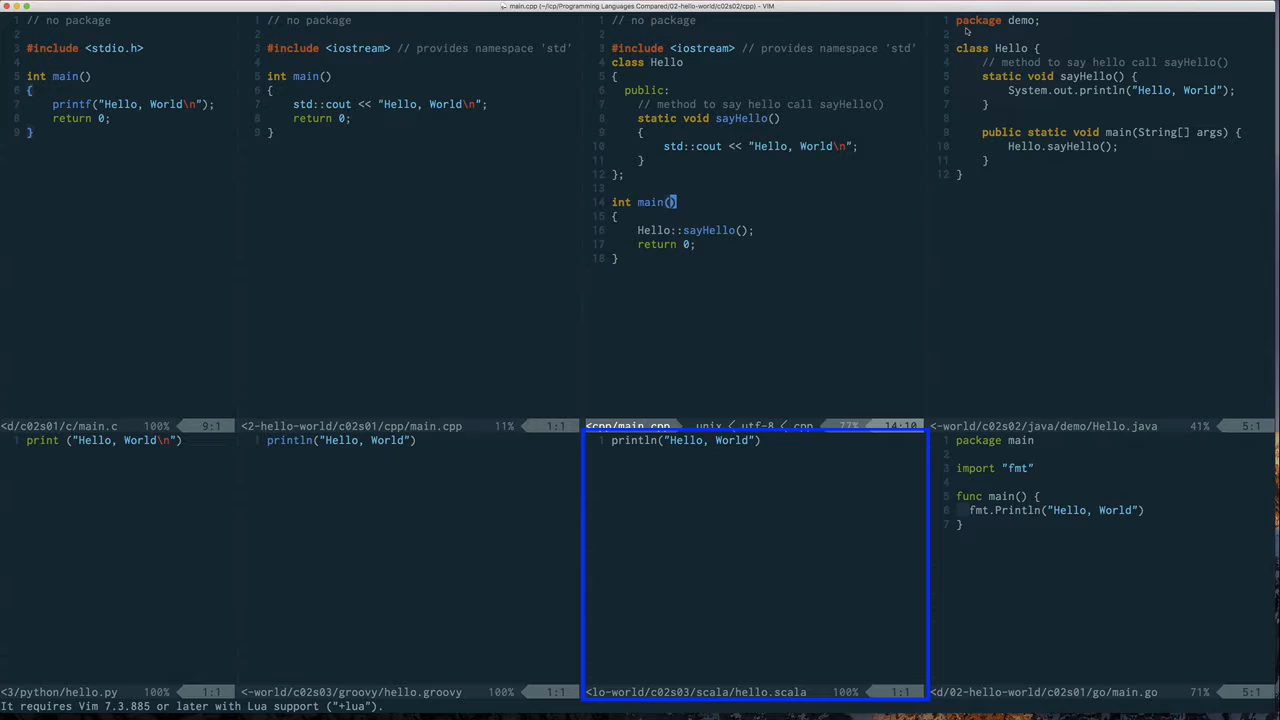 main.cpp (~/cp/Programming Languages Compared/02-hello-world/c02s02/cpp) - VIM
1 // no package
2
3 #include <stdio.h>
4
5 int main()
6 {
7 printf("Hello, World\n");
8 return 0;
9 }
<d/c02s01/c/main.c 100% 9:1
1 // no package
2
3 #include <iostream> // provides namespace 'std'
4
5 int main()
6 {
7 std::cout << "Hello, World\n";
8 return 0;
9 }
<2-hello-world/c02s01/cpp/main.cpp 11% 1:1
1 // no package
2
3 #include <iostream> // provides namespace 'std'
4 class Hello
5 {
6 public:
7 // method to say hello call sayHello()
8 static void sayHello()
9 {
10 std::cout << "Hello, World\n";
11 }
12 };
13
14 int main()
15 {
16 Hello::sayHello();
17 return 0;
18 }
<cpp/main.cpp unix < utf-8 < cpp 77% 14:10
1 package demo;
2
3 class Hello {
4 // method to say hello call sayHello()
5 static void sayHello() {
6 System.out.println("Hello, World");
7 }
8
9 public static void main(String[] args) {
10 Hello.sayHello();
11 }
12 }
<-world/c02s02/java/demo/Hello.java 41% 5:1
1 print ("Hello, World\n")
<3/python/hello.py 100% 1:1
1 println("Hello, World")
<-world/c02s03/groovy/hello.groovy 100% 1:1
1 println("Hello, World")
<lo-world/c02s03/scala/hello.scala 100% 1:1
1 package main
2
3 import "fmt"
4
5 func main() {
6 fmt.Println("Hello, World")
7 }
<d/02-hello-world/c02s01/go/main.go 71% 5:1
It requires Vim 7.3.885 or later with Lua support ("+lua").